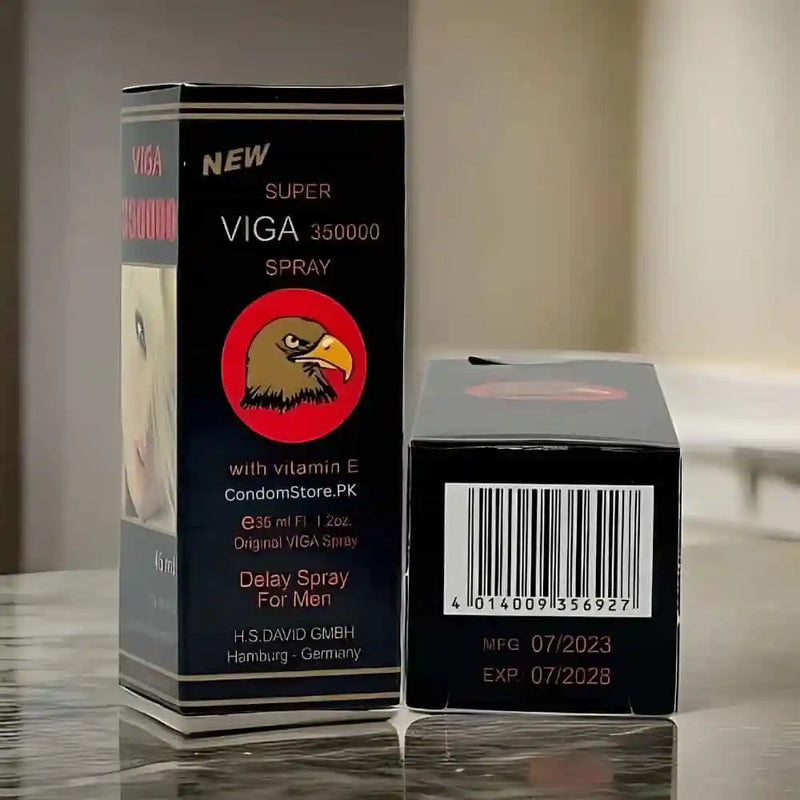 VIGA
350000
NEW
SUPER
VIGA 350000
SPRAY
with vitamin E
CondomStore.PK
e35 ml Fl 1.2oz.
Original VIGA Spray
Delay Spray
For Men
H.S.DAVID GMBH
Hamburg - Germany
4 014009 356927
MFG 07/2023
EXP. 07/2028